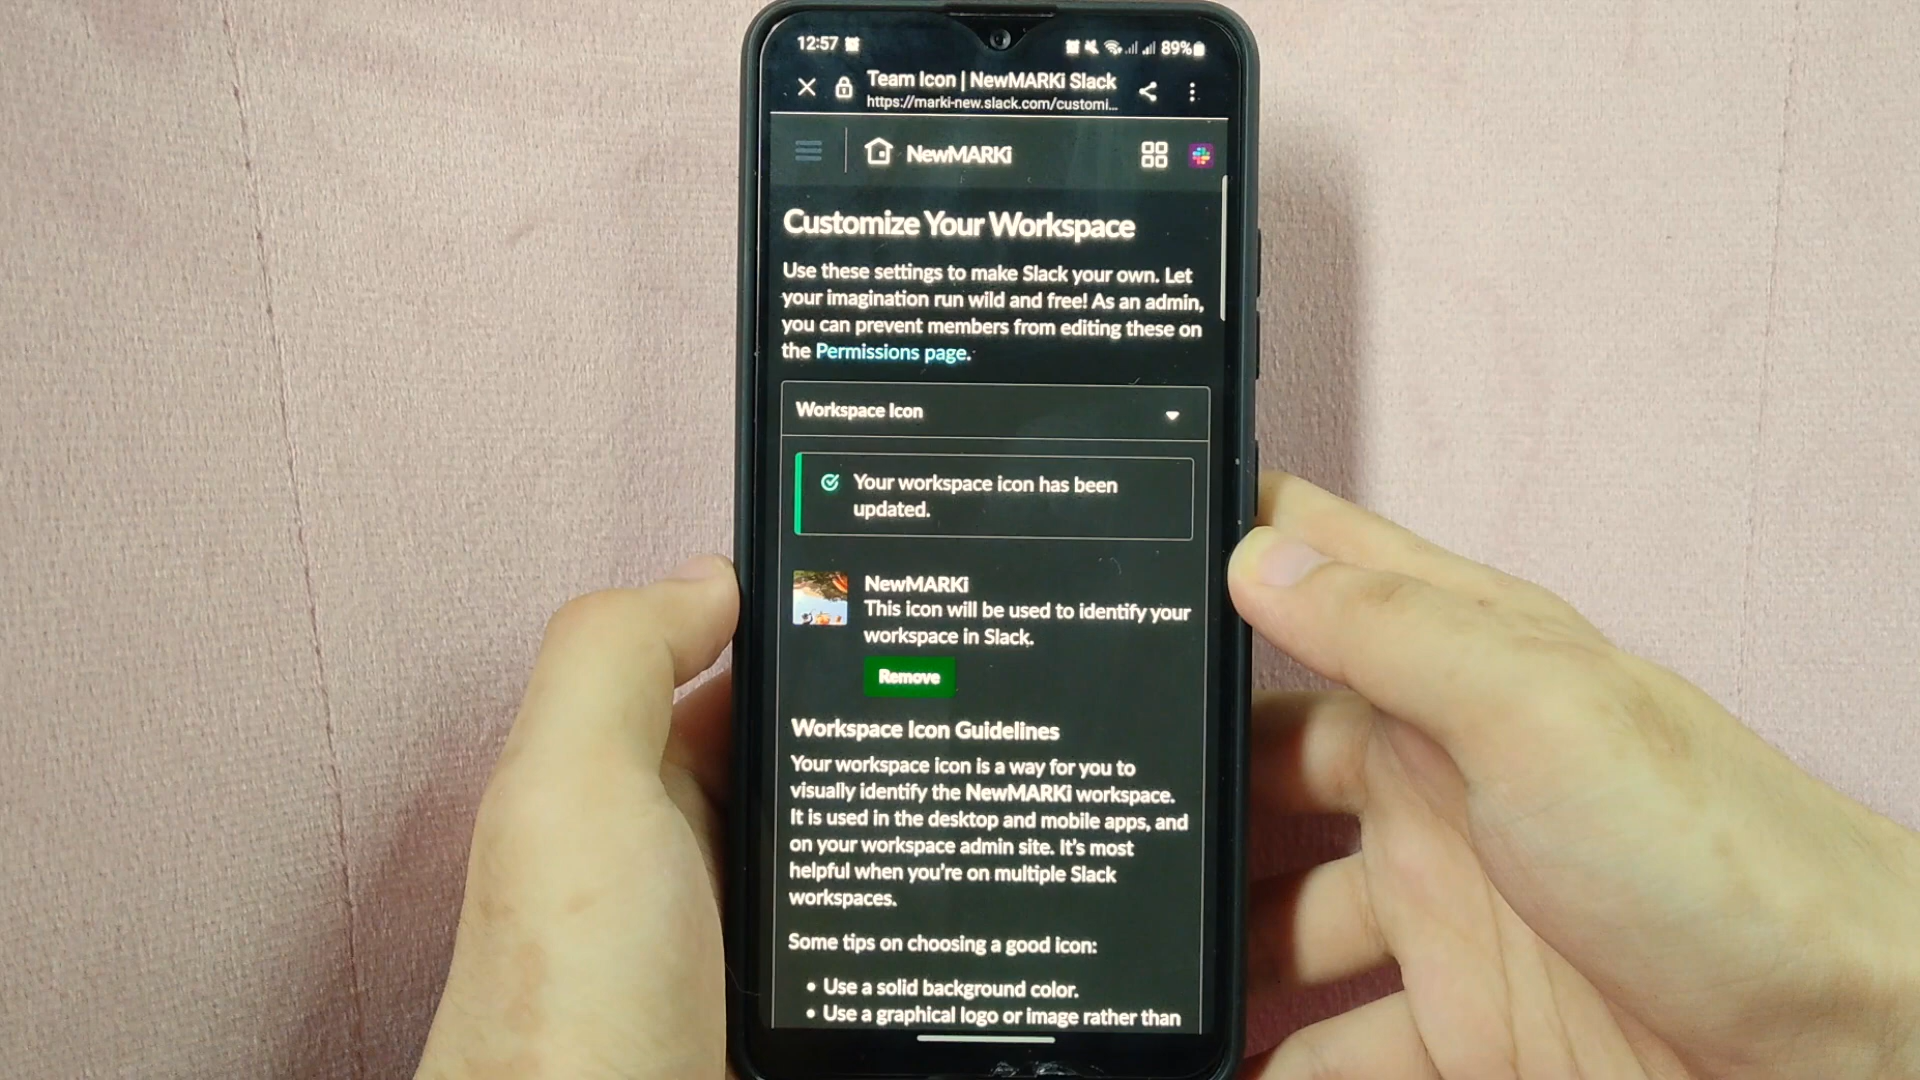 12:57
89%
Team Icon | NewMARKi Slack
https://marki-new.slack.com/customi...
NewMARKi
Customize Your Workspace
Use these settings to make Slack your own. Let
your imagination run wild and free! As an admin,
you can prevent members from editing these on
the Permissions page.
Workspace Icon
Your workspace icon has been
updated.
NewMARKi
This icon will be used to identify your
workspace in Slack.
Remove
Workspace Icon Guidelines
Your workspace icon is a way for you to
visually identify the NewMARKi workspace.
It is used in the desktop and mobile apps, and
on your workspace admin site. It's most
helpful when you're on multiple Slack
workspaces.
Some tips on choosing a good icon:
• Use a solid background color.
• Use a graphical logo or image rather than